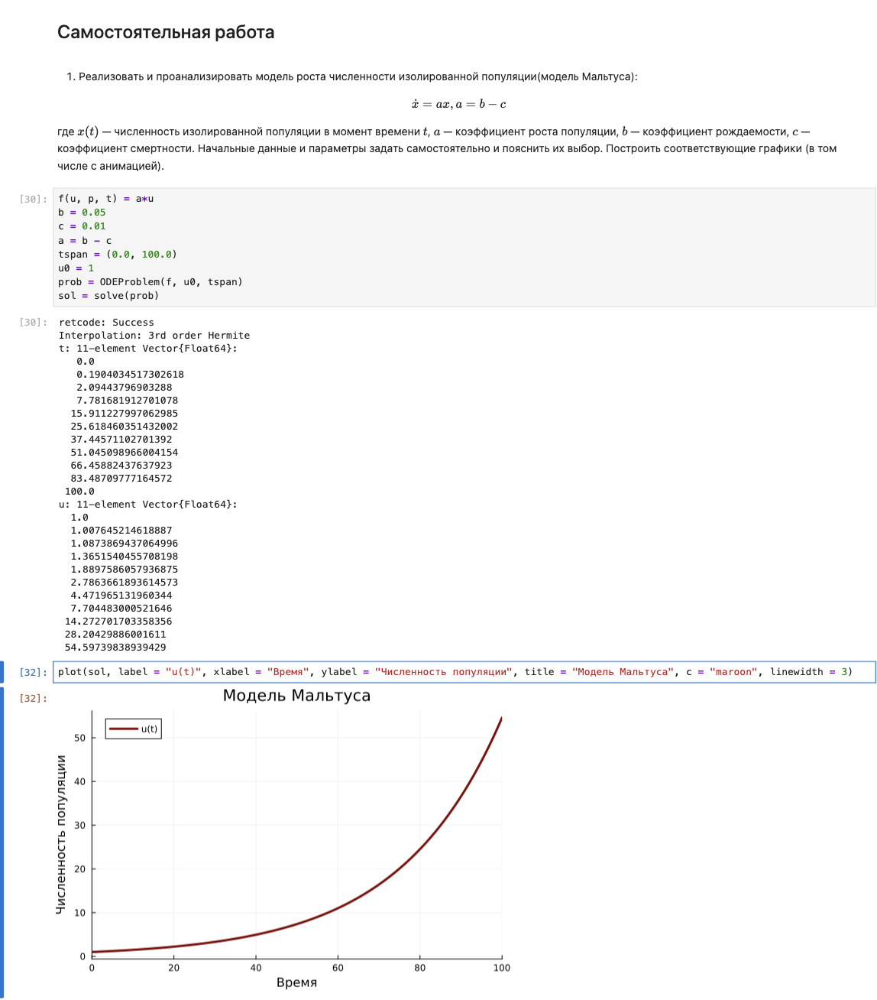 Самостоятельная работа
1. Реализовать и проанализировать модель роста численности изолированной популяции(модель Мальтуса):
ẋ = ax, a = b − c
где x(t) — численность изолированной популяции в момент времени t, a — коэффициент роста популяции, b — коэффициент рождаемости, c —
коэффициент смертности. Начальные данные и параметры задать самостоятельно и пояснить их выбор. Построить соответствующие графики (в том
числе с анимацией).
[30]: f(u, p, t) = a*u
b = 0.05
c = 0.01
a = b - c
tspan = (0.0, 100.0)
u0 = 1
prob = ODEProblem(f, u0, tspan)
sol = solve(prob)
[30]: retcode: Success
Interpolation: 3rd order Hermite
t: 11-element Vector{Float64}:
0.0
0.1904034517302618
2.09443796903288
7.781681912701078
15.911227997062985
25.618460351432002
37.44571102701392
51.045098966004154
66.45882437637923
83.48709777164572
100.0
u: 11-element Vector{Float64}:
1.0
1.007645214618887
1.0873869437064996
1.3651540455708198
1.8897586057936875
2.7863661893614573
4.471965131960344
7.704483000521646
14.272701703358356
28.20429886001611
54.59739838939429
[32]: plot(sol, label = "u(t)", xlabel = "Время", ylabel = "Численность популяции", title = "Модель Мальтуса", c = "maroon", linewidth = 3)
[32]:
Модель Мальтуса
u(t)
Численность популяции
50
40
30
20
10
0
0 20 40 60 80 100
Время